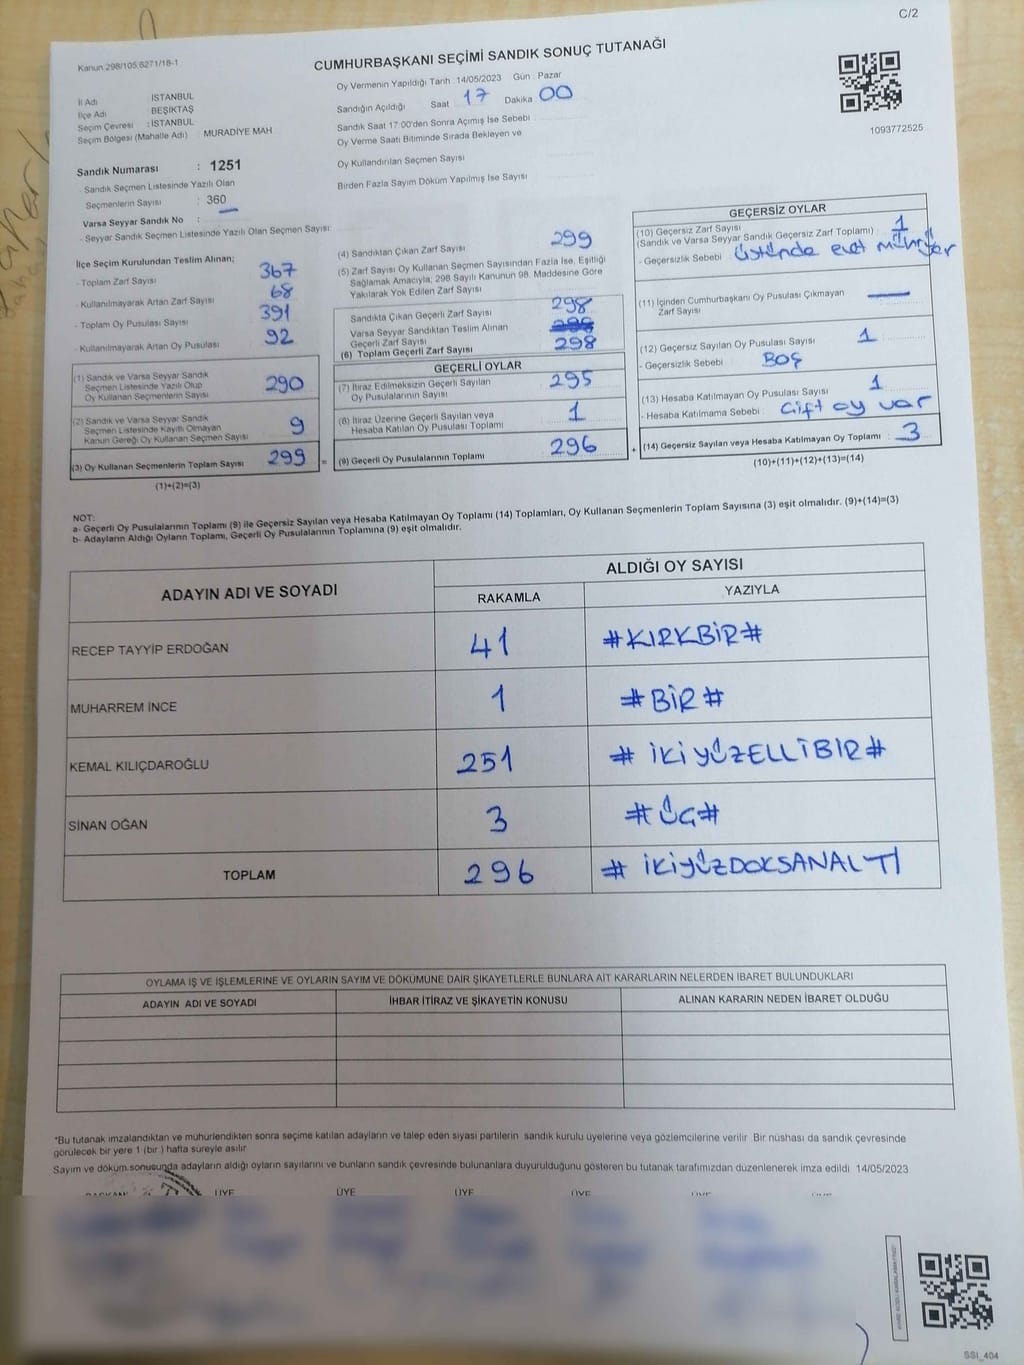 C/2
Kanun 298/105 6271/18-1
CUMHURBAŞKANI SEÇİMİ SANDIK SONUÇ TUTANAĞI
1093772525
İl Adı İSTANBUL
İlçe Adı : BEŞİKTAŞ
Seçim Çevresi : İSTANBUL
Seçim Bölgesi (Mahalle Adı) : MURADİYE MAH
Sandık Numarası : 1251
- Sandık Seçmen Listesinde Yazılı Olan
Seçmenlerin Sayısı : 360
Varsa Seyyar Sandık No :
- Seyyar Sandık Seçmen Listesinde Yazılı Olan Seçmen Sayısı:
Oy Vermenin Yapıldığı Tarih 14/05/2023 Gün Pazar
Sandığın Açıldığı Saat 17 Dakika 00
Sandık Saat 17:00'den Sonra Açımış İse Sebebi
Oy Verme Saati Bitiminde Sırada Bekleyen ve
Oy Kullandırılan Seçmen Sayısı
Birden Fazla Sayım Döküm Yapılmış İse Sayısı
İlçe Seçim Kurulundan Teslim Alınan;
- Toplam Zarf Sayısı 367
- Kullanılmayarak Artan Zarf Sayısı 68
- Toplam Oy Pusulası Sayısı 391
- Kullanılmayarak Artan Oy Pusulası 92
(1) Sandık ve Varsa Seyyar Sandık
Seçmen Listesinde Yazılı Olup
Oy Kullanan Seçmenlerin Sayısı 290
(2) Sandık ve Varsa Seyyar Sandık
Seçmen Listesinde Kayıtlı Olmayan
Kanun Gereği Oy Kullanan Seçmen Sayısı 9
(3) Oy Kullanan Seçmenlerin Toplam Sayısı 299 =
(1)+(2)=(3)
(4) Sandıktan Çıkan Zarf Sayısı 299
(5) Zarf Sayısı Oy Kullanan Seçmen Sayısından Fazla İse, Eşitliği
Sağlamak Amacıyla; 298 Sayılı Kanunun 98. Maddesine Göre
Yakılarak Yok Edilen Zarf Sayısı
Sandıkta Çıkan Geçerli Zarf Sayısı 298
Varsa Seyyar Sandıktan Teslim Alınan
Geçerli Zarf Sayısı
(6) Toplam Geçerli Zarf Sayısı 298
GEÇERLİ OYLAR
(7) İtiraz Edilmeksizin Geçerli Sayılan
Oy Pusulasının Sayısı 295
(8) İtiraz Üzerine Geçerli Sayılan veya
Hesaba Katılan Oy Pusulası Toplamı 1
(9) Geçerli Oy Pusulalarının Toplamı 296 +
GEÇERSİZ OYLAR
(10) Geçersiz Zarf Sayısı 1
(Sandık ve Varsa Seyyar Sandık Geçersiz Zarf Toplamı) :
- Geçersizlik Sebebi : üstünde evet mühür
(11) İçinden Cumhurbaşkanı Oy Pusulası Çıkmayan
Zarf Sayısı —
(12) Geçersiz Sayılan Oy Pusulası Sayısı 1
- Geçersizlik Sebebi : BOŞ
(13) Hesaba Katılmayan Oy Pusulası Sayısı 1
- Hesaba Katılmama Sebebi : Çift oy var
(14) Geçersiz Sayılan veya Hesaba Katılmayan Oy Toplamı : 3
(10)+(11)+(12)+(13)=(14)
NOT:
a- Geçerli Oy Pusulalarının Toplamı (9) ile Geçersiz Sayılan veya Hesaba Katılmayan Oy Toplamı (14) Toplamları, Oy Kullanan Seçmenlerin Toplam Sayısına (3) eşit olmalıdır. (9)+(14)=(3)
b- Adayların Aldığı Oyların Toplamı, Geçerli Oy Pusulalarının Toplamına (9) eşit olmalıdır.
ADAYIN ADI VE SOYADI ALDIĞI OY SAYISI
RAKAMLA YAZIYLA
RECEP TAYYİP ERDOĞAN 41 #KIRKBİR#
MUHARREM İNCE 1 #BİR#
KEMAL KILIÇDAROĞLU 251 # İKİYÜZELLİBİR#
SİNAN OĞAN 3 #ÜÇ#
TOPLAM 296 # İKİYÜZDOKSANALTI
OYLAMA İŞ VE İŞLEMLERİNE VE OYLARIN SAYIM VE DÖKÜMÜNE DAİR ŞİKAYETLERLE BUNLARA AİT KARARLARIN NELERDEN İBARET BULUNDUKLARI
ADAYIN ADI VE SOYADI İHBAR İTİRAZ VE ŞİKAYETİN KONUSU ALINAN KARARIN NEDEN İBARET OLDUĞU
*Bu tutanak imzalandıktan ve mühürlendikten sonra seçime katılan adayların ve talep eden siyasi partilerin sandık kurulu üyelerine veya gözlemcilerine verilir Bir nüshası da sandık çevresinde
görülecek bir yere 1 (bir ) hafta süreyle asılır
Sayım ve döküm sonucunda adayların aldığı oyların sayılarını ve bunların sandık çevresinde bulunanlara duyurulduğunu gösteren bu tutanak tarafımızdan düzenlenerek imza edildi 14/05/2023
BAŞKAN ÜYE ÜYE ÜYE ÜYE ÜYE ÜYE
SSI_404